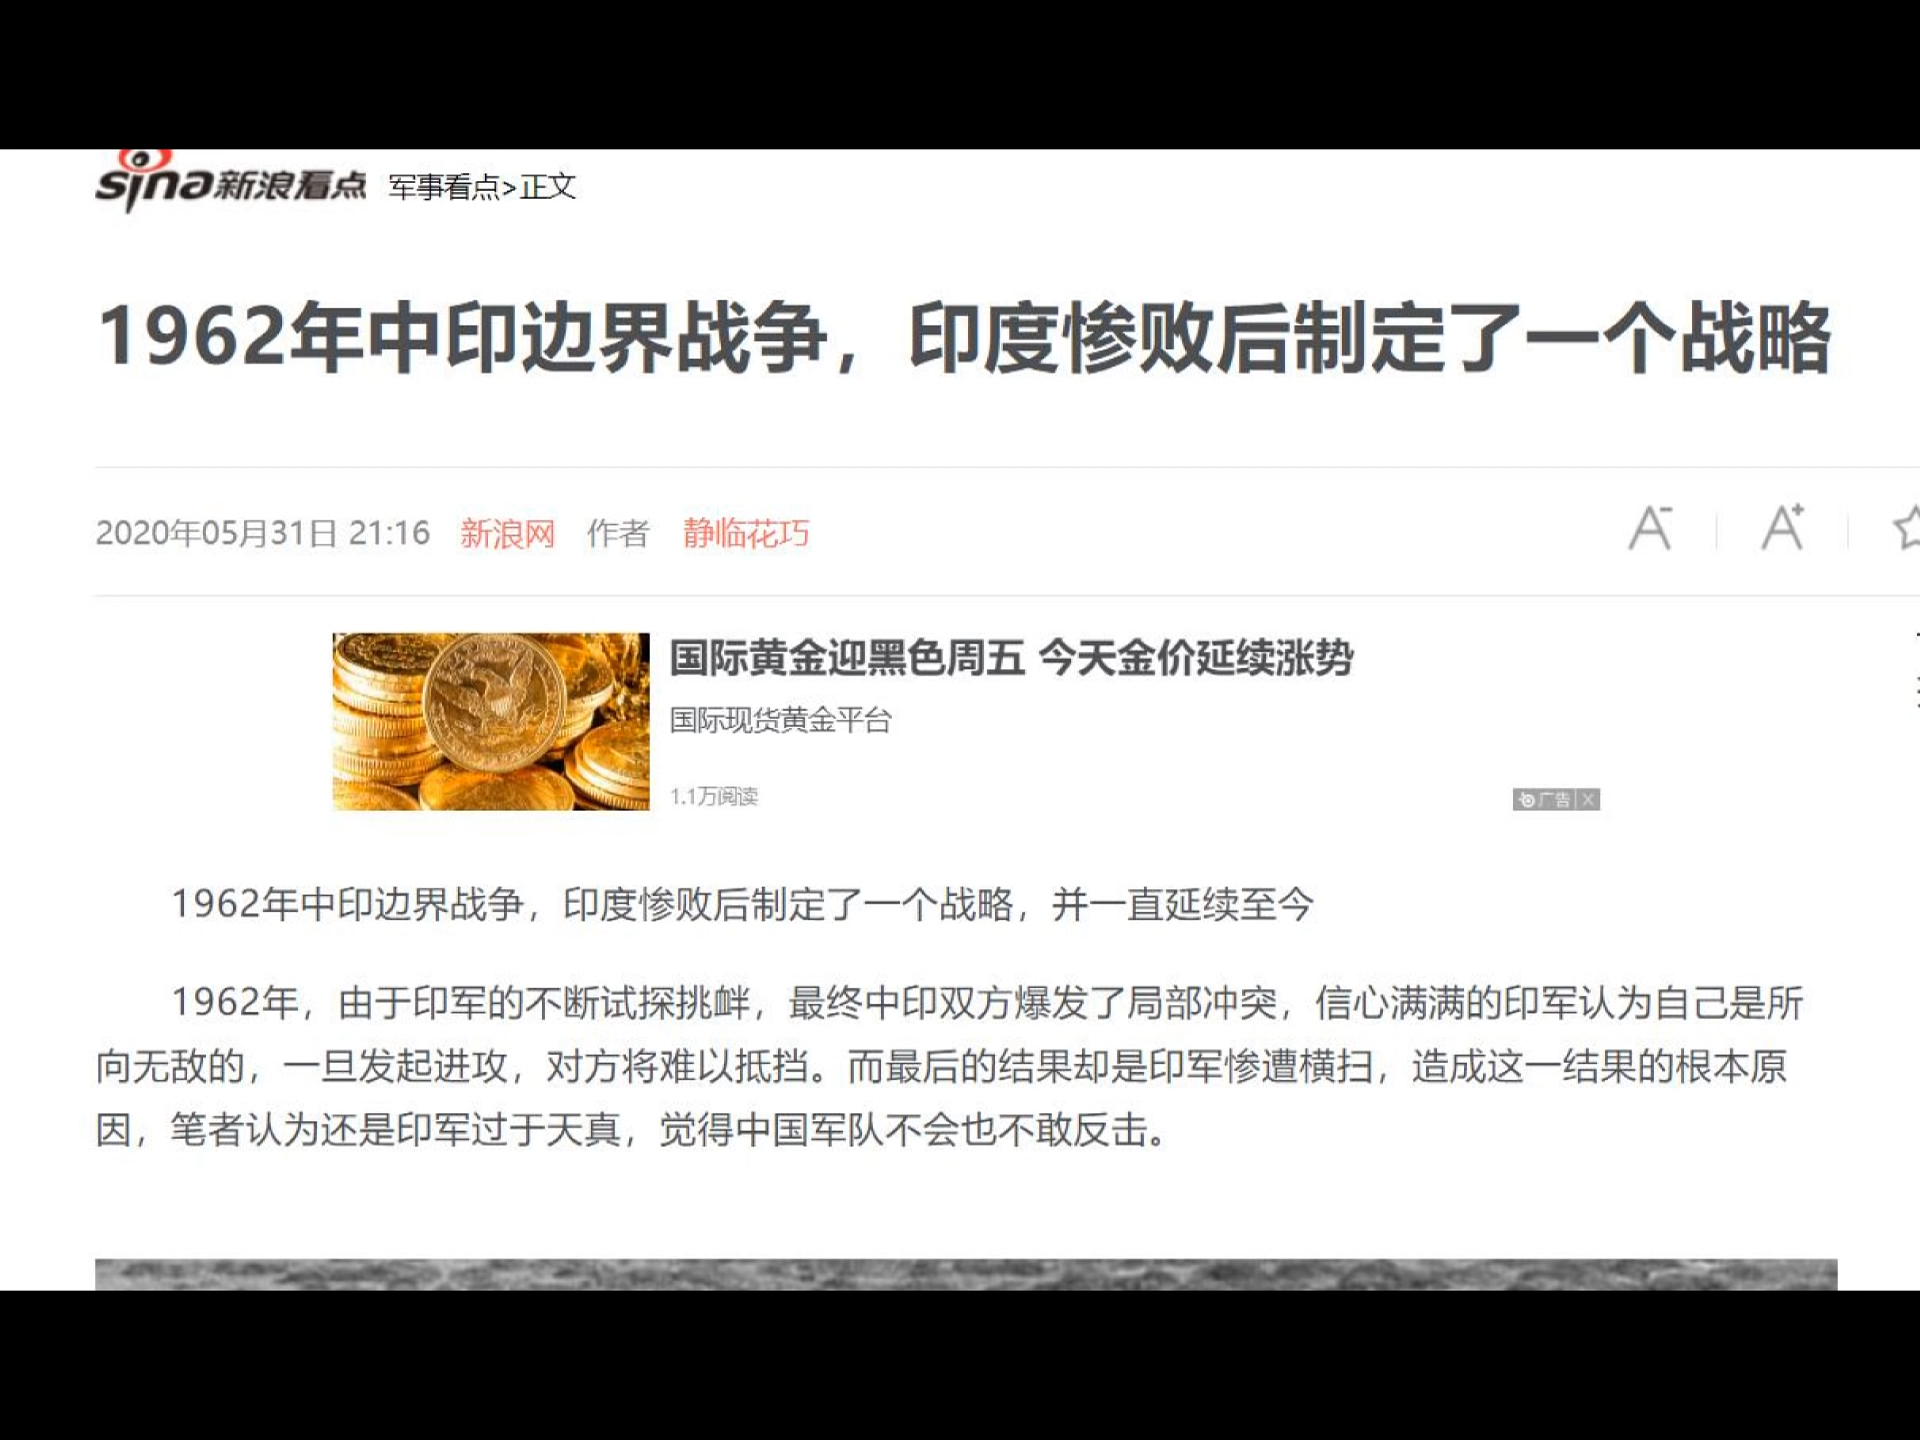 sina新浪看点 军事看点>正文
1962年中印边界战争，印度惨败后制定了一个战略
2020年05月31日 21:16 新浪网 作者 静临花巧
A- A+
国际黄金迎黑色周五 今天金价延续涨势
国际现货黄金平台
1.1万阅读
广告 X
1962年中印边界战争，印度惨败后制定了一个战略，并一直延续至今
1962年，由于印军的不断试探挑衅，最终中印双方爆发了局部冲突，信心满满的印军认为自己是所
向无敌的，一旦发起进攻，对方将难以抵挡。而最后的结果却是印军惨遭横扫，造成这一结果的根本原
因，笔者认为还是印军过于天真，觉得中国军队不会也不敢反击。